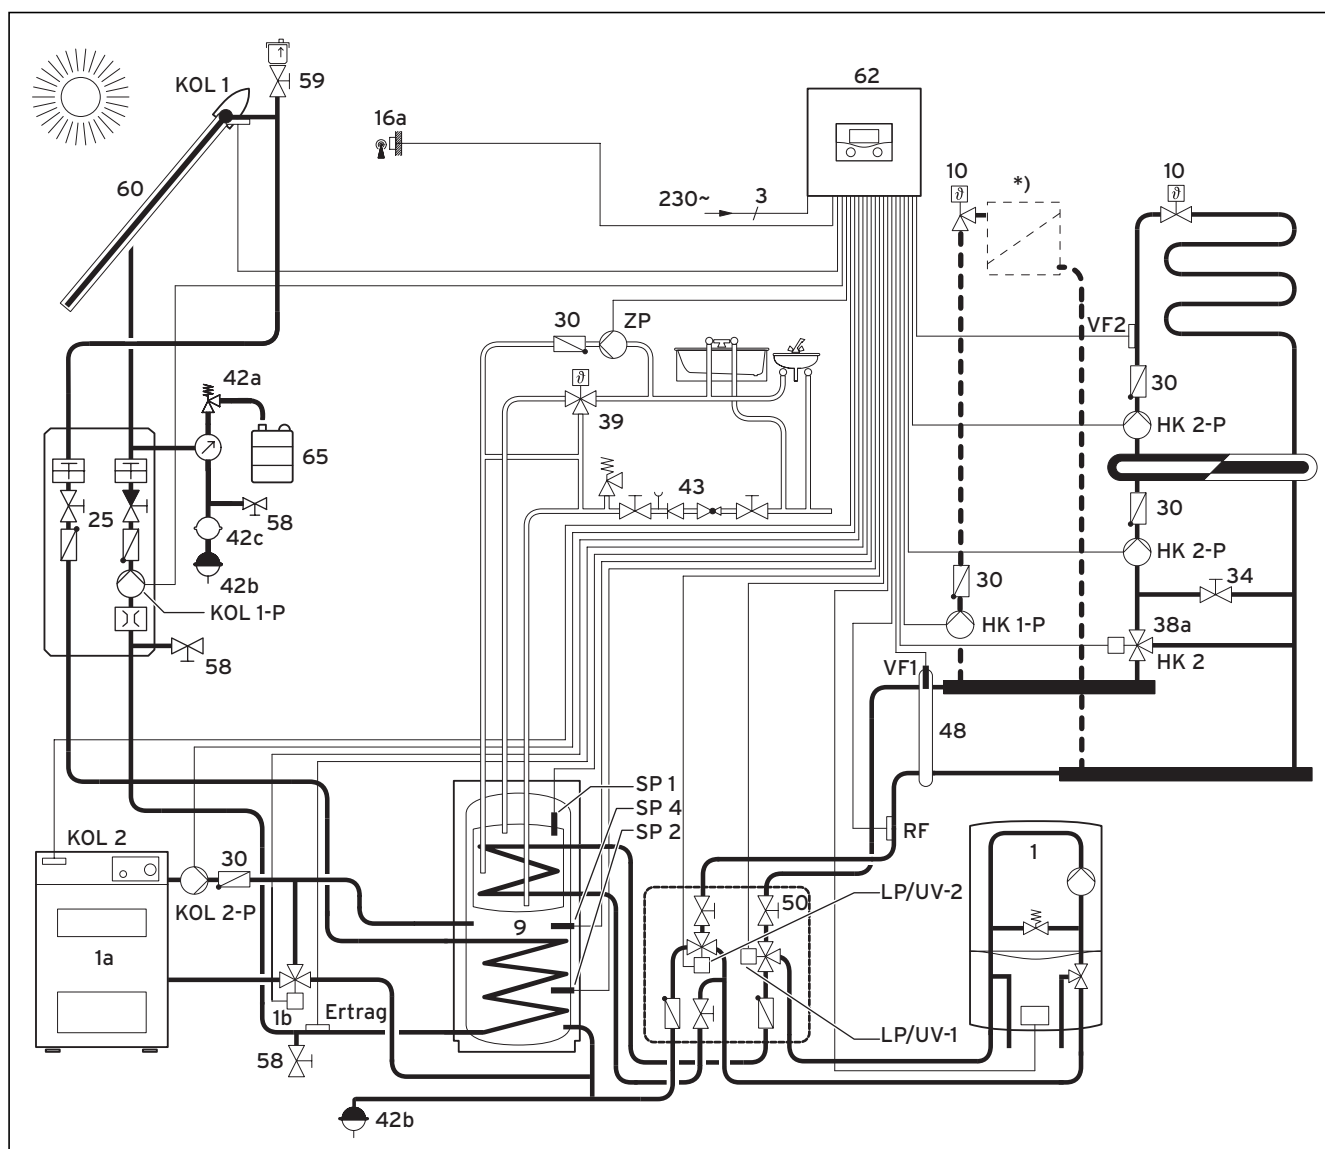 62
59
KOL 1
16a
10
*)
10
60
230~
3
30
ZP
VF2
42a
30
39
HK 2-P
65
43
30
25
58
42c
HK 2-P
42b
30
34
KOL 1-P
HK 1-P
38a
58
VF1
HK 2
48
SP 1
SP 4
KOL 2
SP 2
RF
30
1
LP/UV-2
50
KOL 2-P
9
1a
1b
Ertrag
LP/UV-1
58
42b
ϑ
ϑ
ϑ